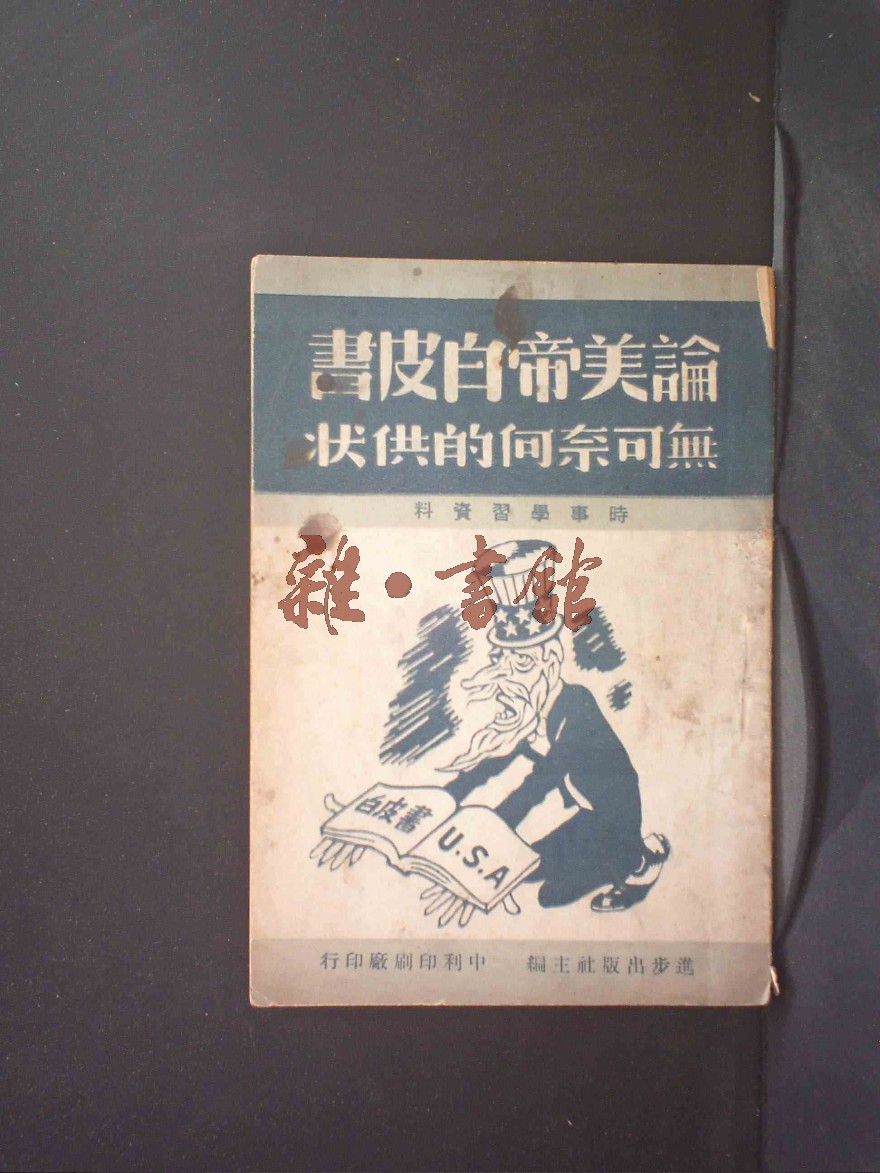 論美帝白皮書
無可奈何的供狀
時事學習資料
雜·書館
白皮書
U.S.A
進步出版社主編 中利印刷廠印行